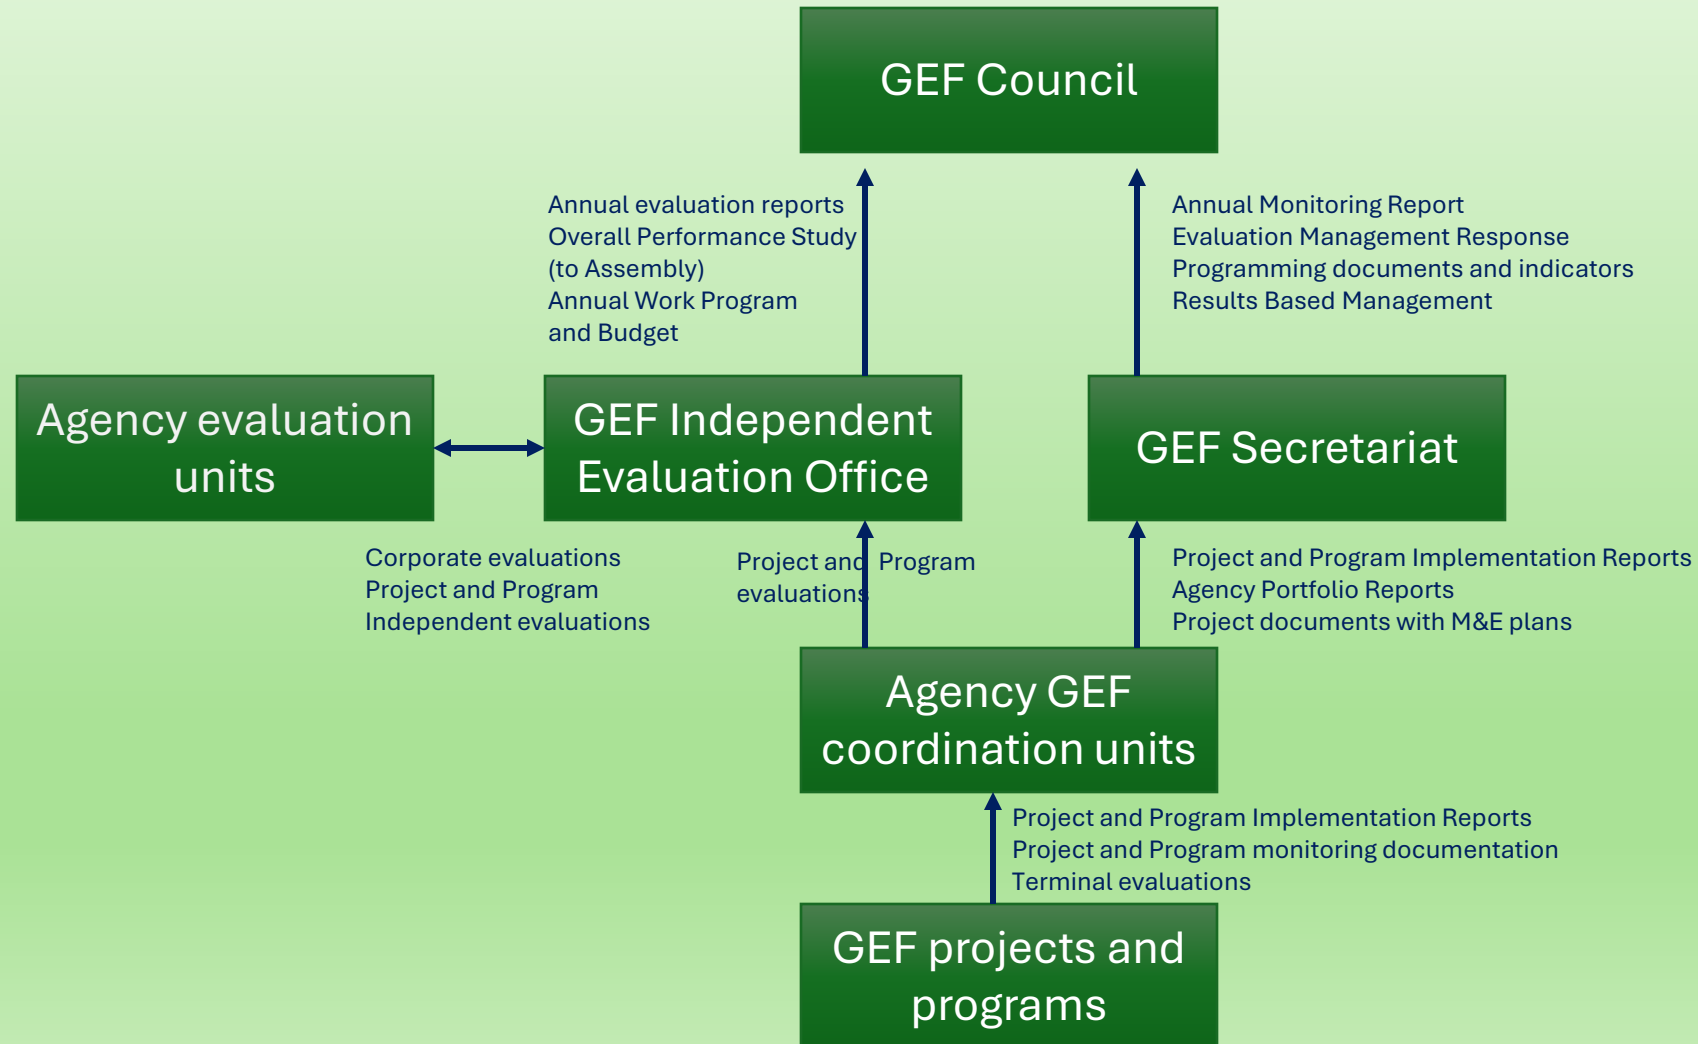 GEF Council
Annual evaluation reports
Overall Performance Study
(to Assembly)
Annual Work Program
and Budget
Annual Monitoring Report
Evaluation Management Response
Programming documents and indicators
Results Based Management
Agency evaluation
units
GEF Independent
Evaluation Office
GEF Secretariat
Corporate evaluations
Project and Program
Independent evaluations
Project and Program
evaluations
Project and Program Implementation Reports
Agency Portfolio Reports
Project documents with M&E plans
Agency GEF
coordination units
Project and Program Implementation Reports
Project and Program monitoring documentation
Terminal evaluations
GEF projects and
programs